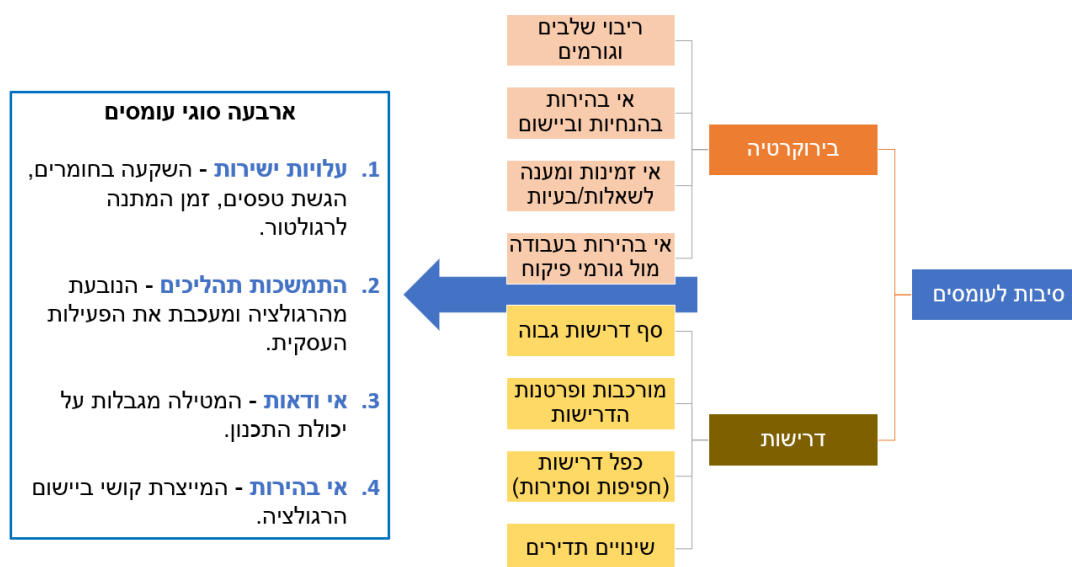 סיבות לעומסים
בירוקרטיה
ריבוי שלבים
וגורמים
אי בהירות
בהנחיות וביישום
אי זמינות ומענה
לשאלות/בעיות
אי בהירות בעבודה
מול גורמי פיקוח
דרישות
סף דרישות גבוה
מורכבות ופרטנות
הדרישות
כפל דרישות
(חפיפות וסתירות)
שינויים תדירים
ארבעה סוגי עומסים
1. עלויות ישירות - השקעה בחומרים,
הגשת טפסים, זמן המתנה
לרגולטור.
2. התמשכות תהליכים - הנובעת
מהרגולציה ומעכבת את הפעילות
העסקית.
3. אי ודאות - המטילה מגבלות על
יכולת התכנון.
4. אי בהירות - המייצרת קושי ביישום
הרגולציה.